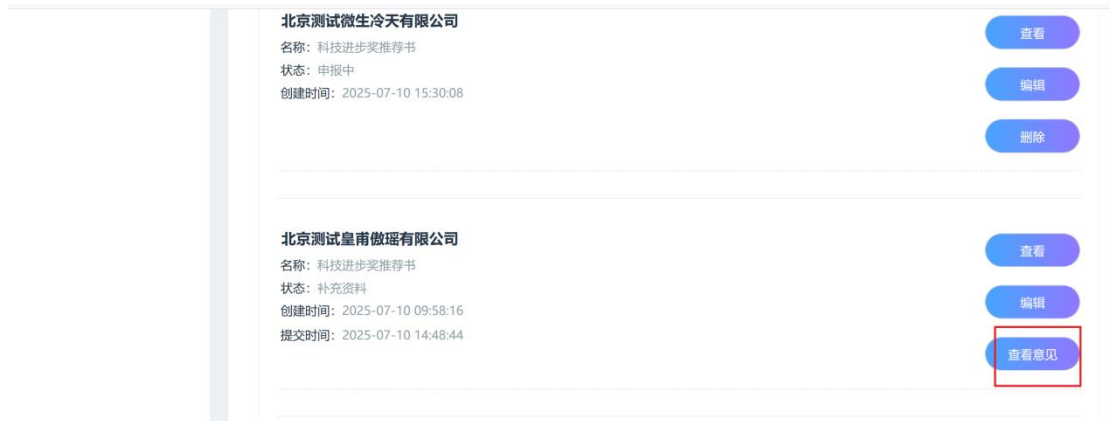 北京测试微生冷天有限公司
名称：科技进步奖推荐书
状态：申报中
创建时间：2025-07-10 15:30:08
查看
编辑
删除
北京测试皇甫傲瑶有限公司
名称：科技进步奖推荐书
状态：补充资料
创建时间：2025-07-10 09:58:16
提交时间：2025-07-10 14:48:44
查看
编辑
查看意见